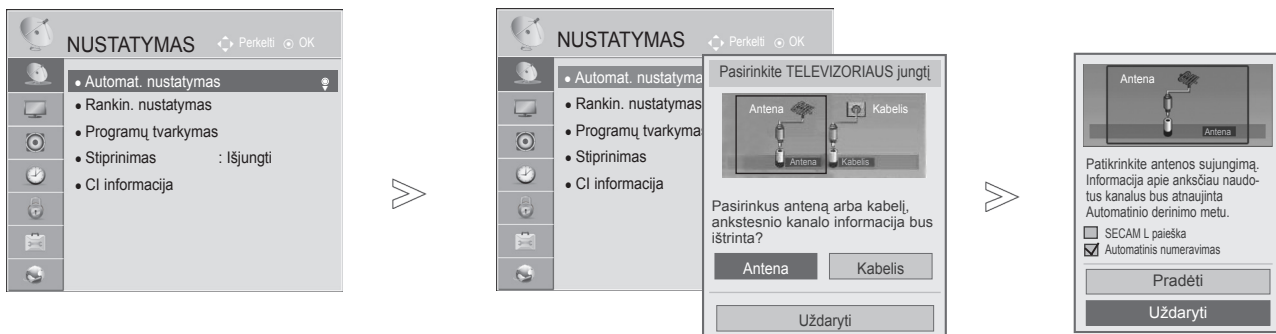 NUSTATYMAS
Perkelti OK
• Automat. nustatymas
• Rankin. nustatymas
• Programų tvarkymas
• Stiprinimas : Išjungti
• CI informacija
NUSTATYMAS
Perkelti OK
• Automat. nustatyma
• Rankin. nustatymas
• Programų tvarkymas
• Stiprinimas
• CI informacija
Pasirinkite TELEVIZORIAUS jungtį
Antena Kabelis
Antena Kabelis
Pasirinkus anteną arba kabelį,
ankstesnio kanalo informacija bus
ištrinta?
Antena Kabelis
Uždaryti
Antena
Antena
Patikrinkite antenos sujungimą.
Informacija apie anksčiau naudo-
tus kanalus bus atnaujinta
Automatinio derinimo metu.
SECAM L paieška
Automatinis numeravimas
Pradėti
Uždaryti